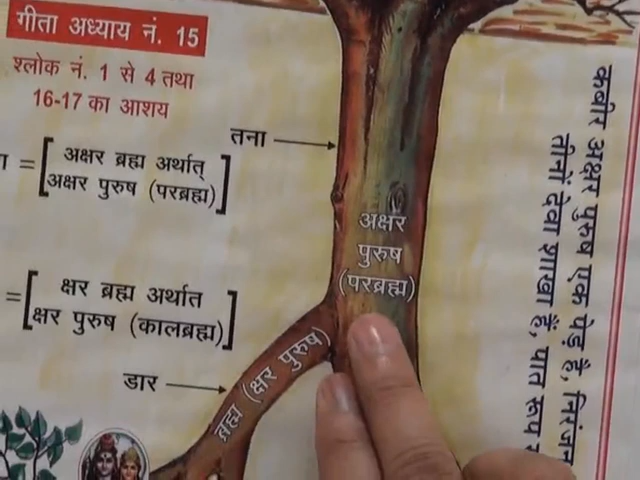 गीता अध्याय नं. 15
श्लोक नं. 1 से 4 तथा
16-17 का आशय
तना
= [अक्षर ब्रह्म अर्थात्
अक्षर पुरुष (परब्रह्म)]
अक्षर
पुरुष
(परब्रह्म)
= [क्षर ब्रह्म अर्थात
क्षर पुरुष (कालब्रह्म)]
डार
ब्रह्म (क्षर पुरुष)
कबीर अक्षर पुरुष एक पेड़ है, निरंजन
तीनों देवा शाखा हैं, पात रूप